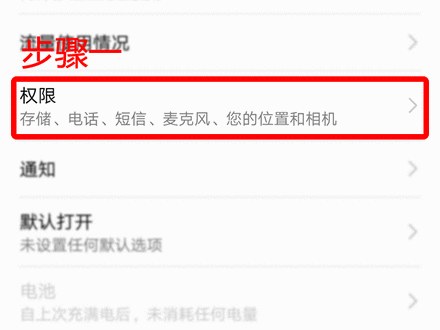 流量使用情况
步骤一
权限
存储、电话、短信、麦克风、您的位置和相机
通知
默认打开
未设置任何默认选项
电池
自上次充满电后，未消耗任何电量